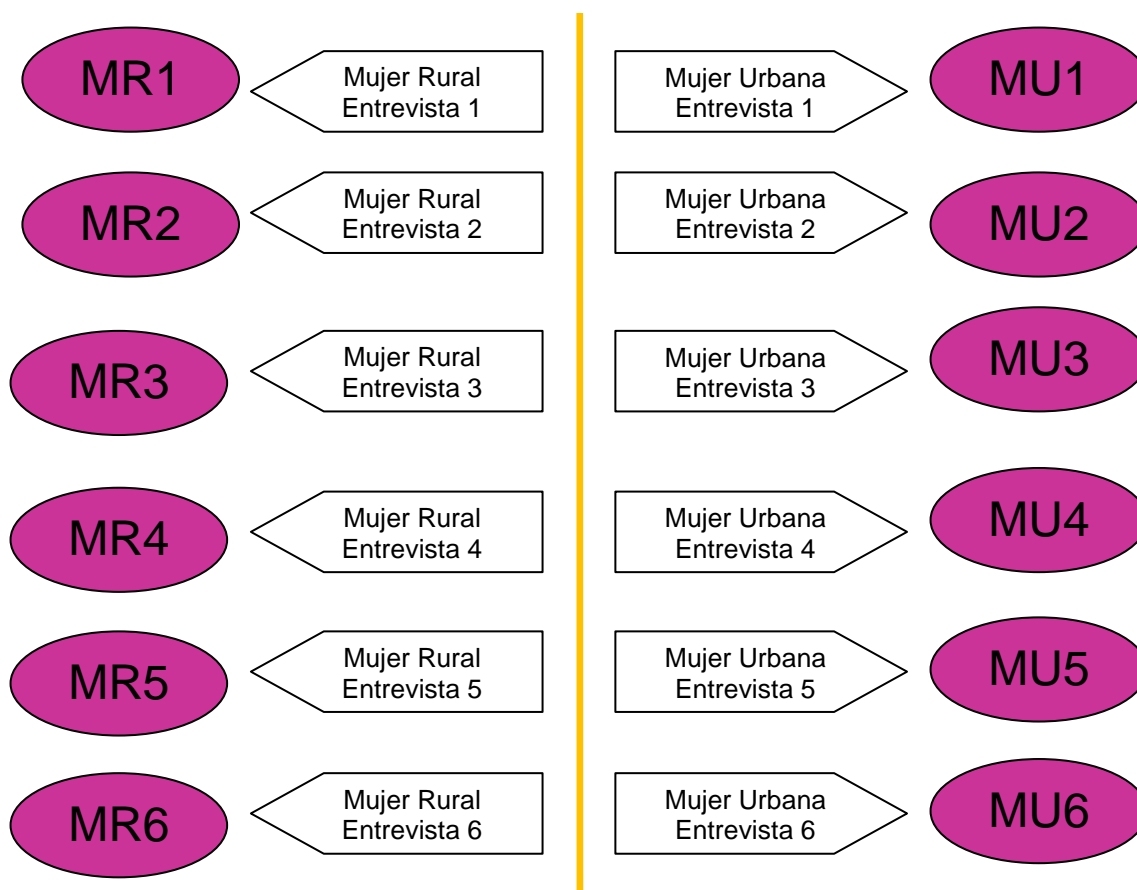 MR1
Mujer Rural
Entrevista 1
Mujer Urbana
Entrevista 1
MU1
MR2
Mujer Rural
Entrevista 2
Mujer Urbana
Entrevista 2
MU2
MR3
Mujer Rural
Entrevista 3
Mujer Urbana
Entrevista 3
MU3
MR4
Mujer Rural
Entrevista 4
Mujer Urbana
Entrevista 4
MU4
MR5
Mujer Rural
Entrevista 5
Mujer Urbana
Entrevista 5
MU5
MR6
Mujer Rural
Entrevista 6
Mujer Urbana
Entrevista 6
MU6